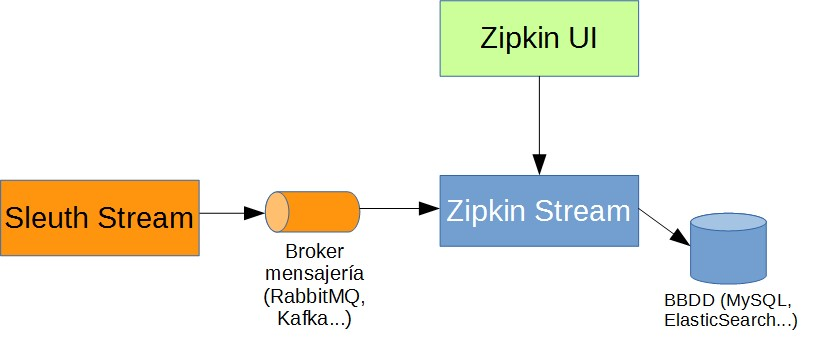 Zipkin UI
Sleuth Stream
Zipkin Stream
Broker
mensajería
(RabbitMQ,
Kafka...)
BBDD (MySQL,
ElasticSearch...)